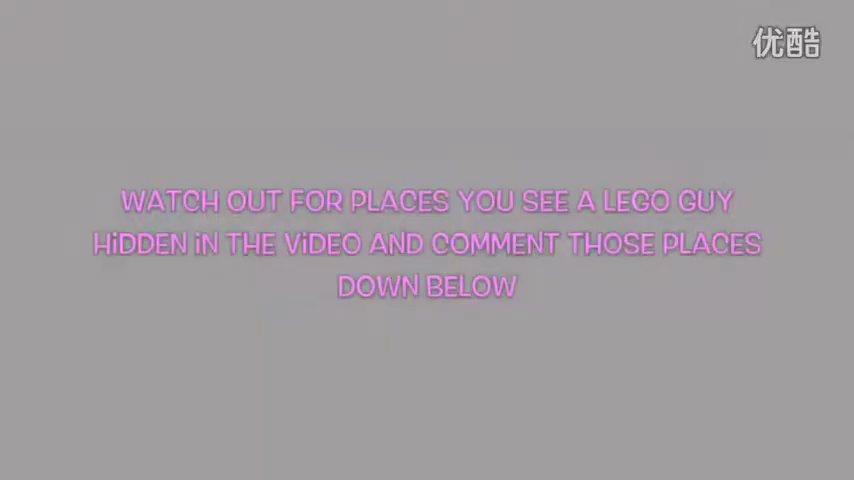 优酷
WATCH OUT FOR PLACES YOU SEE A LEGO GUY
HiDDEN iN THE ViDEO AND COMMENT THOSE PLACES
DOWN BELOW